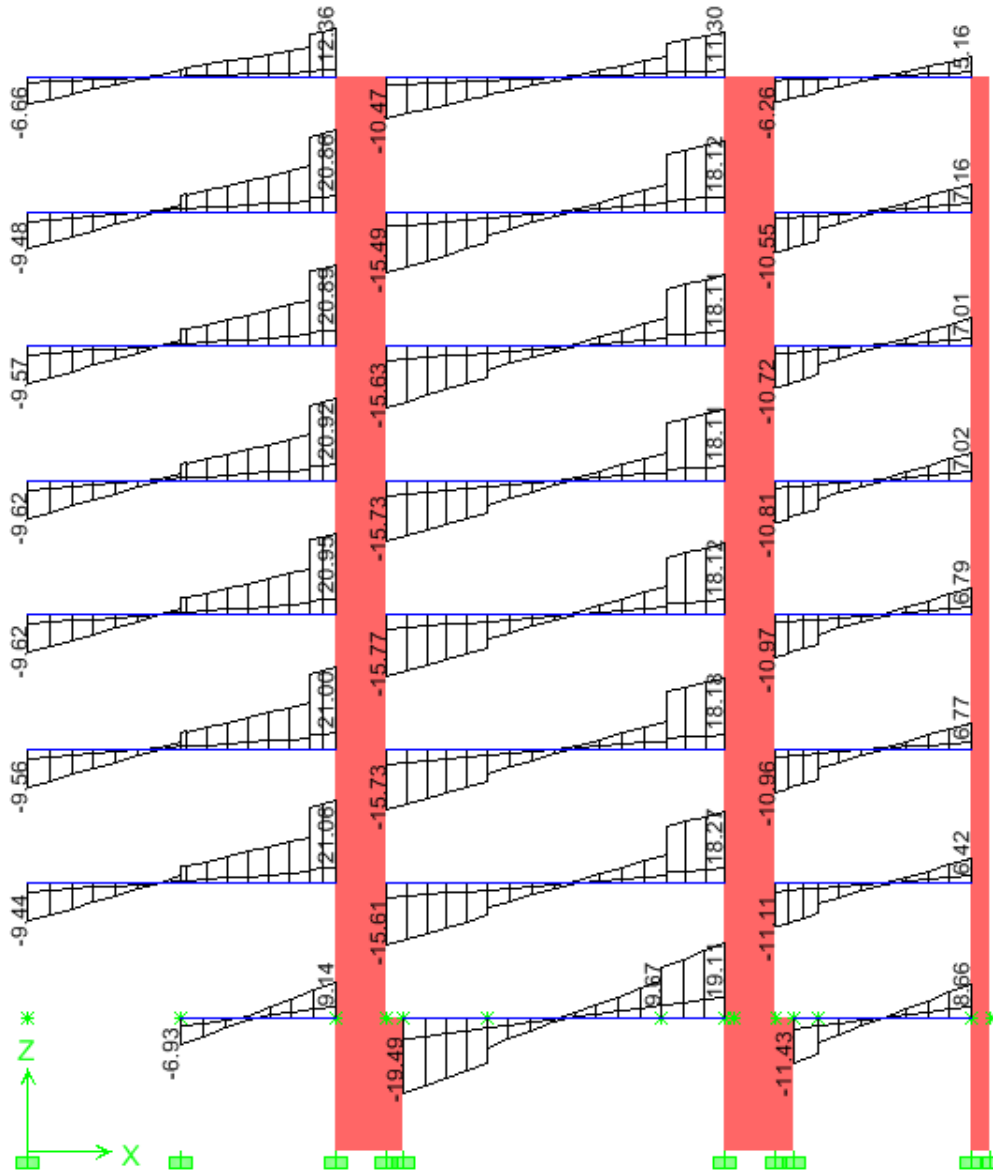 -6.66 12.36 -10.47 11.30 -6.26 5.16
-9.48 20.86 -15.49 18.12 -10.55 7.16
-9.57 20.89 -15.63 18.11 -10.72 7.01
-9.62 20.92 -15.73 18.11 -10.81 7.02
-9.62 20.95 -15.77 18.12 -10.97 6.79
-9.56 21.00 -15.73 18.18 -10.96 6.77
-9.44 21.06 -15.61 18.27 -11.11 6.42
-6.93 9.14 -19.49 9.67 19.11 -11.43 8.66
Z
X